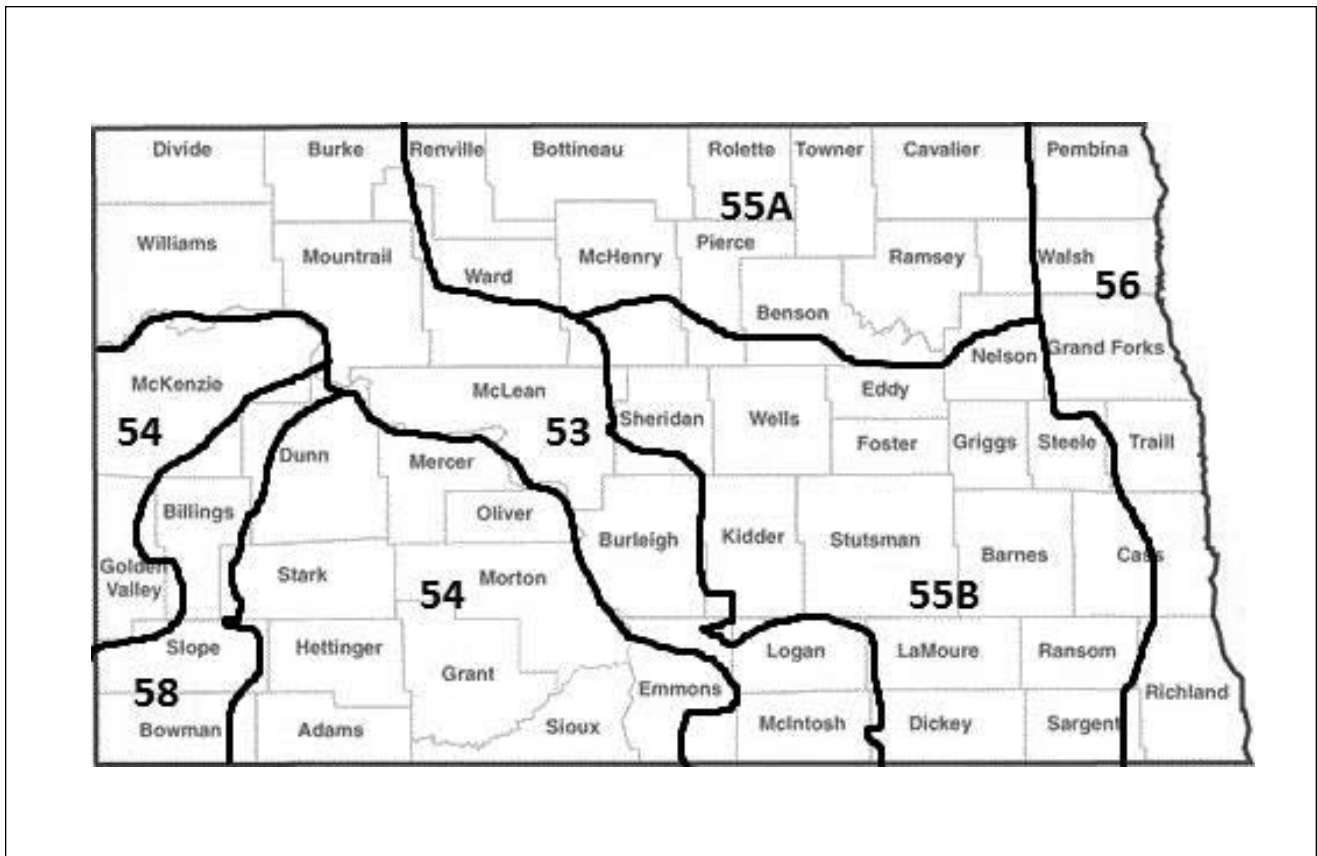 Divide Burke Renville Bottineau Rolette Towner Cavalier Pembina
55A
Williams Mountrail Ward McHenry Pierce Ramsey Walsh
56
Benson
Nelson Grand Forks
McKenzie McLean Eddy
54 53 Sheridan Wells
Dunn Mercer Foster Griggs Steele Traill
Billings Oliver
Burleigh Kidder Stutsman Barnes Cass
Golden
Valley
Stark Morton
54 55B
Slope Hettinger Logan LaMoure Ransom
Grant
58 Emmons Richland
Bowman Adams Sioux McIntosh Dickey Sargent